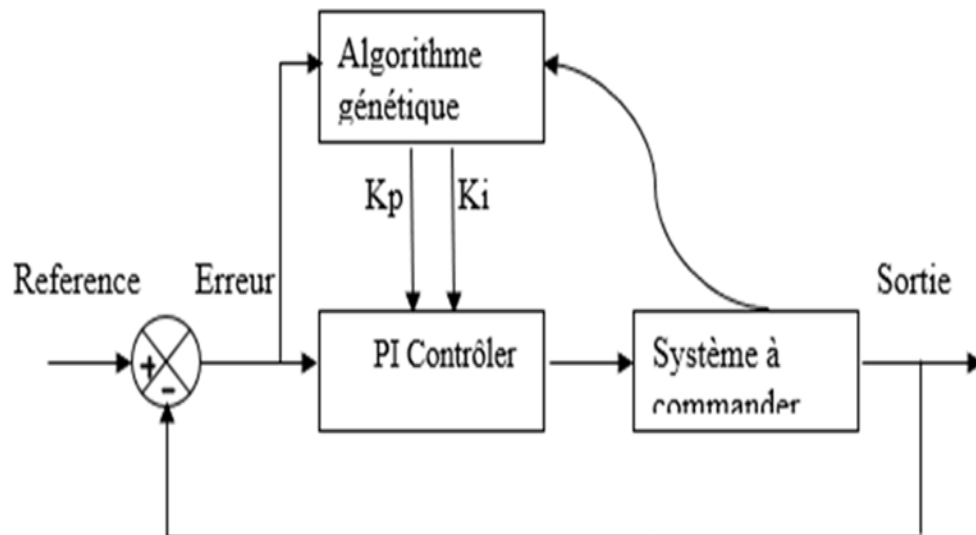 Algorithme
génétique
Kp
Ki
Reference
Erreur
Sortie
+
-
PI Contrôler
Système à
commander